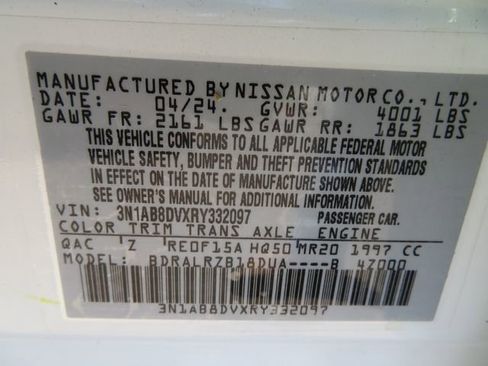 MANUFACTURED BY NISSAN MOTOR CO., LTD.
DATE: 04/24. GVWR: 4001 LBS
GAWR FR: 2161 LBS GAWR RR: 1863 LBS
THIS VEHICLE CONFORMS TO ALL APPLICABLE FEDERAL MOTOR
VEHICLE SAFETY, BUMPER AND THEFT PREVENTION STANDARDS
IN EFFECT ON THE DATE OF MANUFACTURE SHOWN ABOVE.
SEE OWNER'S MANUAL FOR ADDITIONAL INFORMATION
VIN: 3N1AB8DVXRY332097 PASSENGER CAR.
COLOR TRIM TRANS AXLE ENGINE
QAC Z RE0F15A HQ50 MR20 1997 CC
MODEL: BDRALRZB18DUA----B 4Z000
3N1AB8DVXRY332097